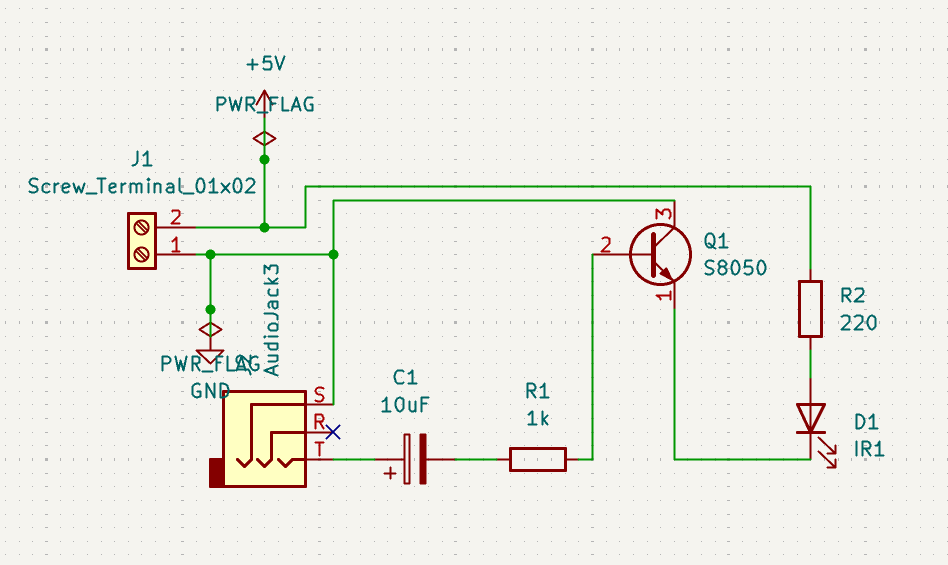 +5V
PWR_FLAG
J1
Screw_Terminal_01x02
2
1
3
2
1
Q1
S8050
R2
220
AudioJack3
PWR_FLAG
GND
S
R
T
C1
10uF
+
R1
1k
D1
IR1